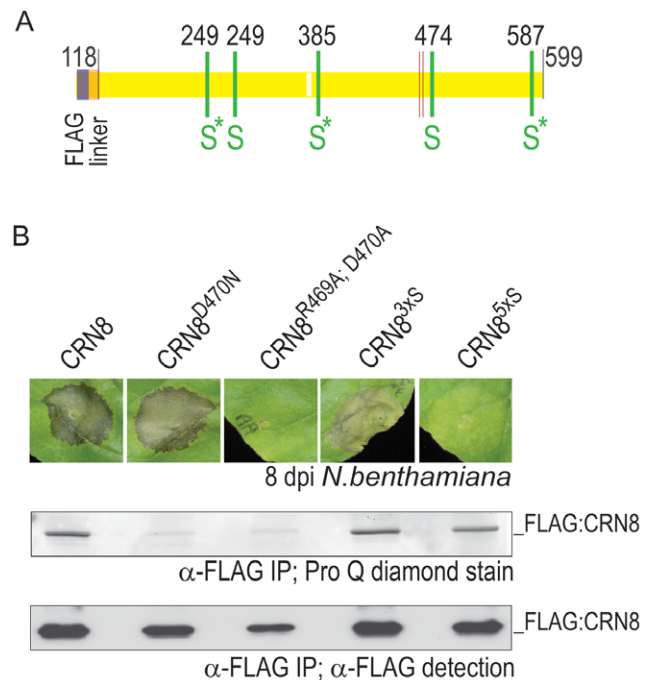 A
118 249 249 385 474 587 599
FLAG
linker
S* S S* S S*
B
CRN8 CRN8D470N CRN8R469A; D470A CRN83xS CRN85xS
8 dpi N.benthamiana
_FLAG:CRN8
α-FLAG IP; Pro Q diamond stain
_FLAG:CRN8
α-FLAG IP; α-FLAG detection